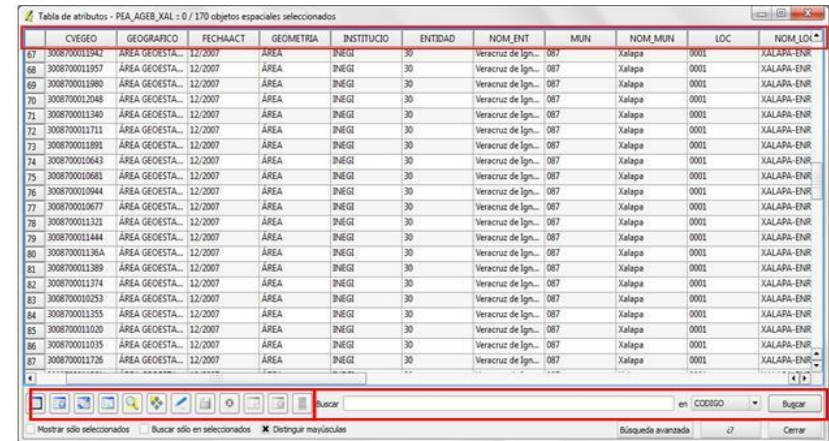 Tabla de atributos - PEA_AGEB_XAL :: 0 / 170 objetos espaciales seleccionados
CVEGEO GEOGRAFICO FECHAACT GEOMETRIA INSTITUCIO ENTIDAD NOM_ENT MUN NOM_MUN LOC NOM_LOC
67 3008700011942 ÁREA GEOESTA... 12/2007 ÁREA INEGI 30 Veracruz de Ign... 087 Xalapa 0001 XALAPA-ENR
68 3008700011957 ÁREA GEOESTA... 12/2007 ÁREA INEGI 30 Veracruz de Ign... 087 Xalapa 0001 XALAPA-ENR
69 3008700011980 ÁREA GEOESTA... 12/2007 ÁREA INEGI 30 Veracruz de Ign... 087 Xalapa 0001 XALAPA-ENR
70 3008700012048 ÁREA GEOESTA... 12/2007 ÁREA INEGI 30 Veracruz de Ign... 087 Xalapa 0001 XALAPA-ENR
71 3008700011340 ÁREA GEOESTA... 12/2007 ÁREA INEGI 30 Veracruz de Ign... 087 Xalapa 0001 XALAPA-ENR
72 3008700011711 ÁREA GEOESTA... 12/2007 ÁREA INEGI 30 Veracruz de Ign... 087 Xalapa 0001 XALAPA-ENR
73 3008700011891 ÁREA GEOESTA... 12/2007 ÁREA INEGI 30 Veracruz de Ign... 087 Xalapa 0001 XALAPA-ENR
74 3008700010643 ÁREA GEOESTA... 12/2007 ÁREA INEGI 30 Veracruz de Ign... 087 Xalapa 0001 XALAPA-ENR
75 3008700010681 ÁREA GEOESTA... 12/2007 ÁREA INEGI 30 Veracruz de Ign... 087 Xalapa 0001 XALAPA-ENR
76 3008700010944 ÁREA GEOESTA... 12/2007 ÁREA INEGI 30 Veracruz de Ign... 087 Xalapa 0001 XALAPA-ENR
77 3008700010677 ÁREA GEOESTA... 12/2007 ÁREA INEGI 30 Veracruz de Ign... 087 Xalapa 0001 XALAPA-ENR
78 3008700011321 ÁREA GEOESTA... 12/2007 ÁREA INEGI 30 Veracruz de Ign... 087 Xalapa 0001 XALAPA-ENR
79 3008700011444 ÁREA GEOESTA... 12/2007 ÁREA INEGI 30 Veracruz de Ign... 087 Xalapa 0001 XALAPA-ENR
80 300870001136A ÁREA GEOESTA... 12/2007 ÁREA INEGI 30 Veracruz de Ign... 087 Xalapa 0001 XALAPA-ENR
81 3008700011389 ÁREA GEOESTA... 12/2007 ÁREA INEGI 30 Veracruz de Ign... 087 Xalapa 0001 XALAPA-ENR
82 3008700011374 ÁREA GEOESTA... 12/2007 ÁREA INEGI 30 Veracruz de Ign... 087 Xalapa 0001 XALAPA-ENR
83 3008700010253 ÁREA GEOESTA... 12/2007 ÁREA INEGI 30 Veracruz de Ign... 087 Xalapa 0001 XALAPA-ENR
84 3008700011355 ÁREA GEOESTA... 12/2007 ÁREA INEGI 30 Veracruz de Ign... 087 Xalapa 0001 XALAPA-ENR
85 3008700011020 ÁREA GEOESTA... 12/2007 ÁREA INEGI 30 Veracruz de Ign... 087 Xalapa 0001 XALAPA-ENR
86 3008700011035 ÁREA GEOESTA... 12/2007 ÁREA INEGI 30 Veracruz de Ign... 087 Xalapa 0001 XALAPA-ENR
87 3008700011726 ÁREA GEOESTA... 12/2007 ÁREA INEGI 30 Veracruz de Ign... 087 Xalapa 0001 XALAPA-ENR
Buscar en CODIGO Buscar
Mostrar sólo seleccionados Buscar sólo en seleccionados Distinguir mayúsculas Búsqueda avanzada ? Cerrar